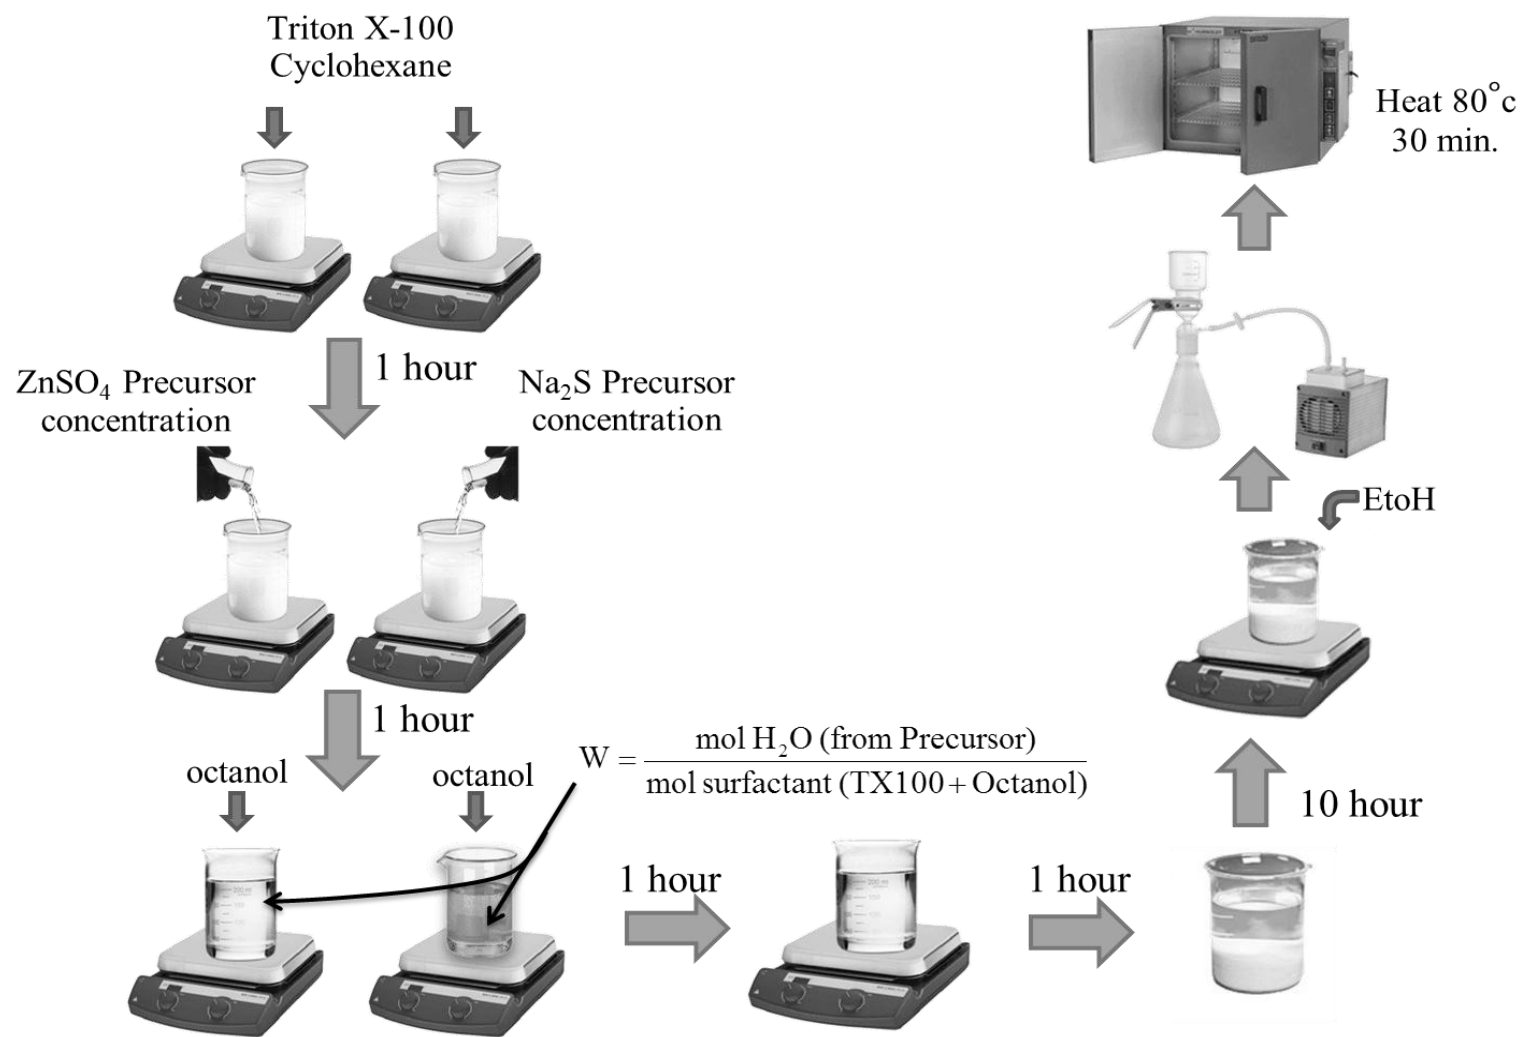 Triton X-100
Cyclohexane
1 hour
ZnSO₄ Precursor
concentration
Na₂S Precursor
concentration
1 hour
octanol
octanol
W = mol H₂O (from Precursor)
mol surfactant (TX100 + Octanol)
1 hour
1 hour
10 hour
EtoH
Heat 80°c
30 min.